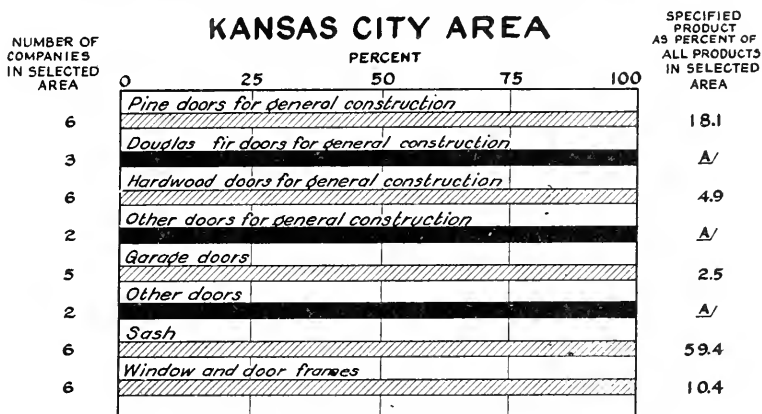 KANSAS CITY AREA
NUMBER OF
COMPANIES
IN SELECTED
AREA
PERCENT
SPECIFIED
PRODUCT
AS PERCENT OF
ALL PRODUCTS
IN SELECTED
AREA
0 25 50 75 100
Pine doors for general construction
6 18.1
Douglas fir doors for general construction
3 A/
Hardwood doors for general construction
6 4.9
Other doors for general construction
2 A/
Garage doors
5 2.5
Other doors
2 A/
Sash
6 59.4
Window and door frames
6 10.4